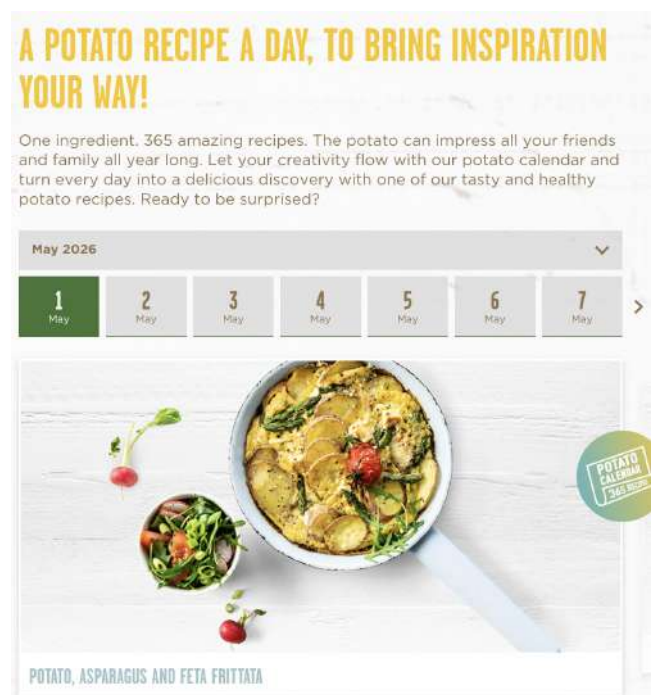 A POTATO RECIPE A DAY, TO BRING INSPIRATION
YOUR WAY!
One ingredient. 365 amazing recipes. The potato can impress all your friends
and family all year long. Let your creativity flow with our potato calendar and
turn every day into a delicious discovery with one of our tasty and healthy
potato recipes. Ready to be surprised?
May 2026
1 2 3 4 5 6 7
May May May May May May May
POTATO
CALENDAR
365 RECIPES
POTATO, ASPARAGUS AND FETA FRITTATA